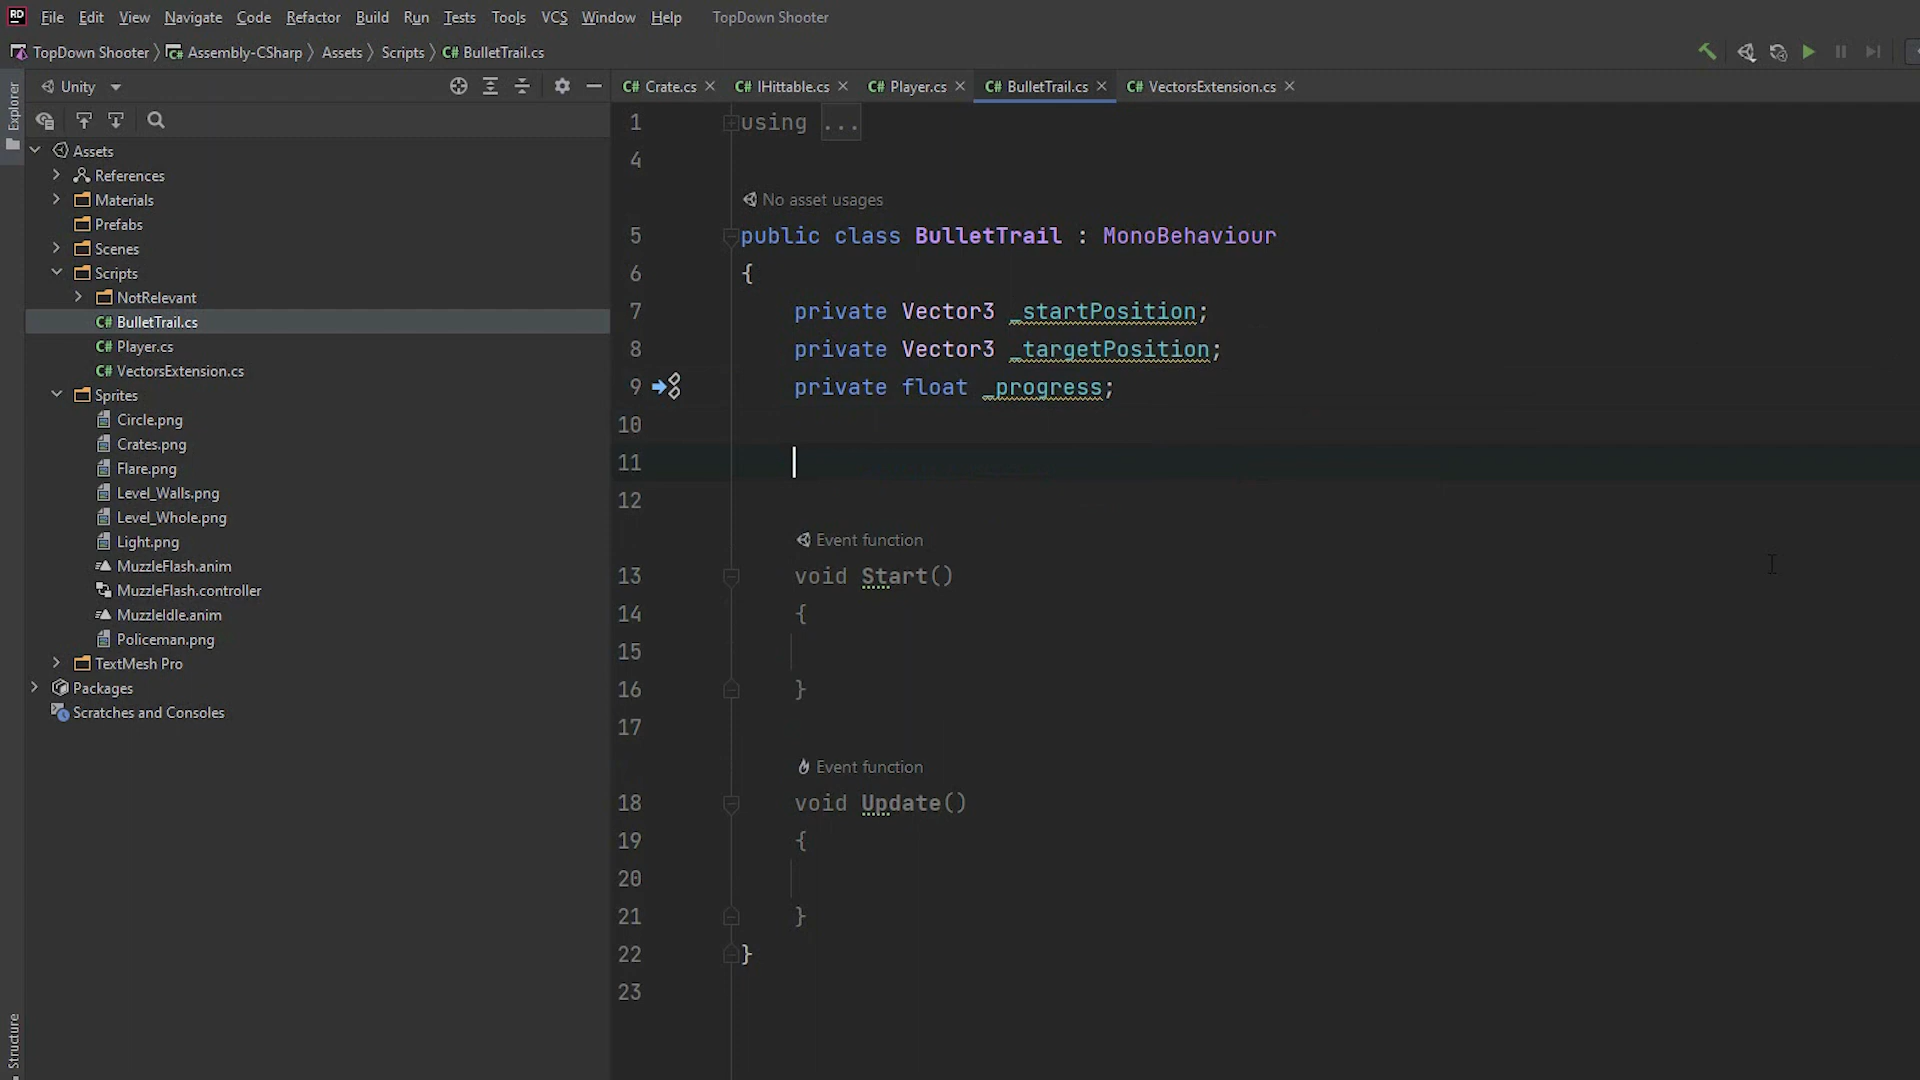 RD File Edit View Navigate Code Refactor Build Run Tests Tools VCS Window Help TopDown Shooter
TopDown Shooter Assembly-CSharp Assets Scripts C# BulletTrail.cs
Explorer
Unity
Assets
References
Materials
Prefabs
Scenes
Scripts
NotRelevant
C# BulletTrail.cs
C# Player.cs
C# VectorsExtension.cs
Sprites
Circle.png
Crates.png
Flare.png
Level_Walls.png
Level_Whole.png
Light.png
MuzzleFlash.anim
MuzzleFlash.controller
MuzzleIdle.anim
Policeman.png
TextMesh Pro
Packages
Scratches and Consoles
Structure
C# Crate.cs C# IHittable.cs C# Player.cs C# BulletTrail.cs C# VectorsExtension.cs
1 using ...
4
No asset usages
5 public class BulletTrail : MonoBehaviour
6 {
7 private Vector3 _startPosition;
8 private Vector3 _targetPosition;
9 private float _progress;
10
11
12
Event function
13 void Start()
14 {
15
16 }
17
Event function
18 void Update()
19 {
20
21 }
22 }
23